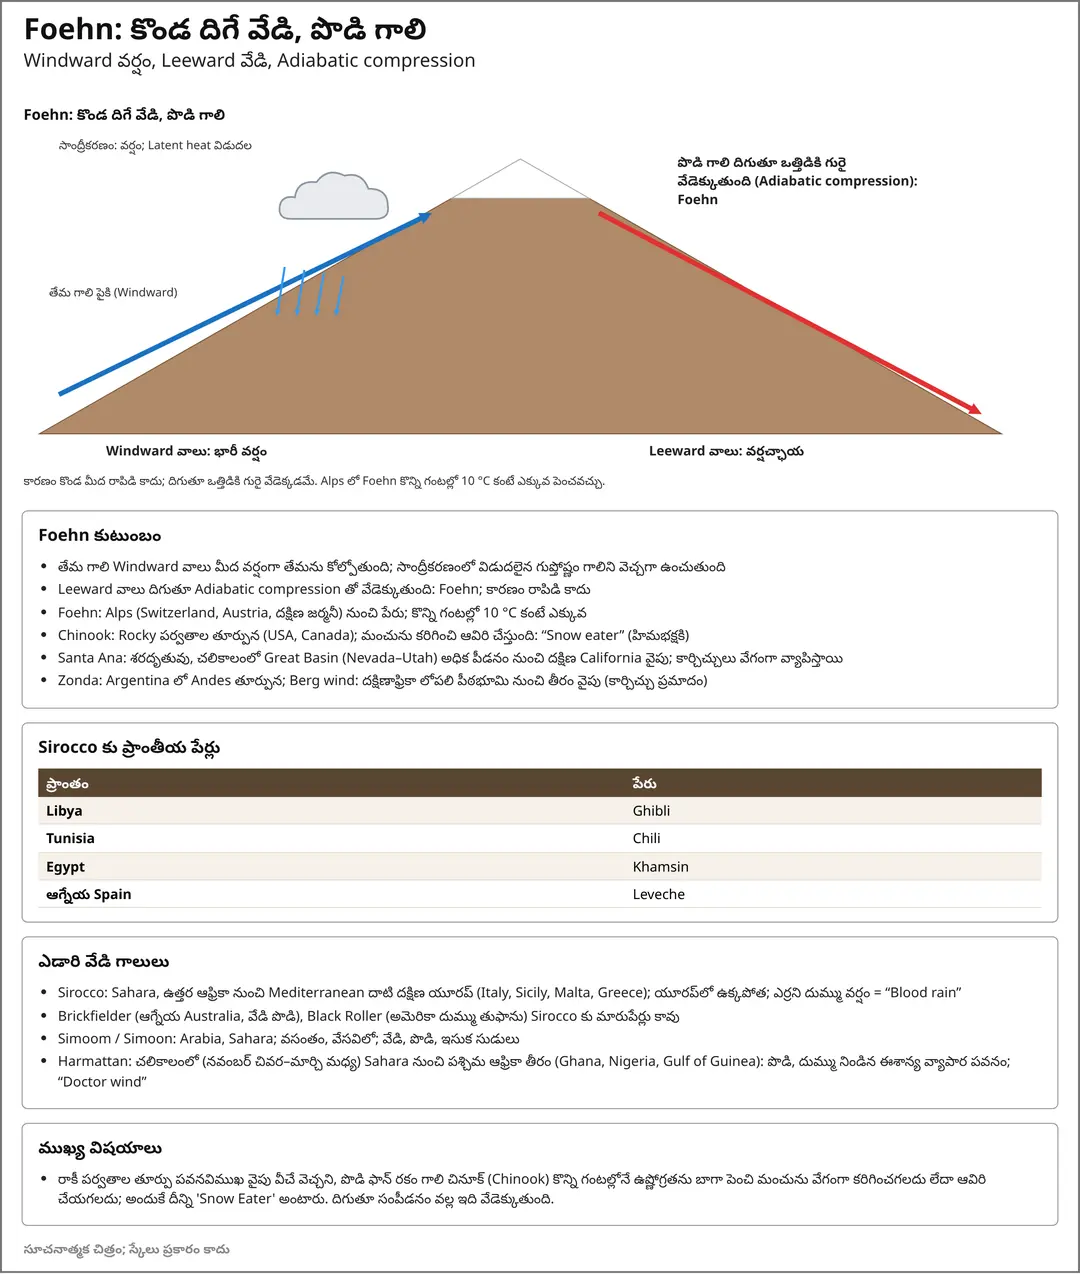 Foehn: కొండ దిగే వేడి, పొడి గాలి
Windward వర్షం, Leeward వేడి, Adiabatic compression
Foehn: కొండ దిగే వేడి, పొడి గాలి
సాంద్రీకరణం: వర్షం; Latent heat విడుదల
పొడి గాలి దిగుతూ ఒత్తిడికి గురై
వేడెక్కుతుంది (Adiabatic compression):
Foehn
తేమ గాలి పైకి (Windward)
Windward వాలు: భారీ వర్షం
Leeward వాలు: వర్షచ్ఛాయ
కారణం కొండ మీద రాపిడి కాదు; దిగుతూ ఒత్తిడికి గురై వేడెక్కడమే. Alps లో Foehn కొన్ని గంటల్లో 10 °C కంటే ఎక్కువ పెంచవచ్చు.
Foehn కుటుంబం
• తేమ గాలి Windward వాలు మీద వర్షంగా తేమను కోల్పోతుంది; సాంద్రీకరణంలో విడుదలైన గుప్తోష్ణం గాలిని వెచ్చగా ఉంచుతుంది
• Leeward వాలు దిగుతూ Adiabatic compression తో వేడెక్కుతుంది: Foehn; కారణం రాపిడి కాదు
• Foehn: Alps (Switzerland, Austria, దక్షిణ జర్మనీ) నుంచి పేరు; కొన్ని గంటల్లో 10 °C కంటే ఎక్కువ
• Chinook: Rocky పర్వతాల తూర్పున (USA, Canada); మంచును కరిగించి ఆవిరి చేస్తుంది: “Snow eater” (హిమభక్షకి)
• Santa Ana: శరదృతువు, చలికాలంలో Great Basin (Nevada–Utah) అధిక పీడనం నుంచి దక్షిణ California వైపు; కార్చిచ్చులు వేగంగా వ్యాపిస్తాయి
• Zonda: Argentina లో Andes తూర్పున; Berg wind: దక్షిణాఫ్రికా లోపలి పీఠభూమి నుంచి తీరం వైపు (కార్చిచ్చు ప్రమాదం)
Sirocco కు ప్రాంతీయ పేర్లు
ప్రాంతం పేరు
Libya Ghibli
Tunisia Chili
Egypt Khamsin
ఆగ్నేయ Spain Leveche
ఎడారి వేడి గాలులు
• Sirocco: Sahara, ఉత్తర ఆఫ్రికా నుంచి Mediterranean దాటి దక్షిణ యూరప్ (Italy, Sicily, Malta, Greece); యూరప్‌లో ఉక్కపోత; ఎర్రని దుమ్ము వర్షం = “Blood rain”
• Brickfielder (ఆగ్నేయ Australia, వేడి పొడి), Black Roller (అమెరికా దుమ్ము తుఫాను) Sirocco కు మారుపేర్లు కావు
• Simoom / Simoon: Arabia, Sahara; వసంతం, వేసవిలో; వేడి, పొడి, ఇసుక సుడులు
• Harmattan: చలికాలంలో (నవంబర్ చివర–మార్చి మధ్య) Sahara నుంచి పశ్చిమ ఆఫ్రికా తీరం (Ghana, Nigeria, Gulf of Guinea): పొడి, దుమ్ము నిండిన ఈశాన్య వ్యాపార పవనం;
“Doctor wind”
ముఖ్య విషయాలు
• రాకీ పర్వతాల తూర్పు పవనవిముఖ వైపు వీచే వెచ్చని, పొడి ఫాన్ రకం గాలి చినూక్ (Chinook) కొన్ని గంటల్లోనే ఉష్ణోగ్రతను బాగా పెంచి మంచును వేగంగా కరిగించగలదు లేదా ఆవిరి
చేయగలదు; అందుకే దీన్ని 'Snow Eater' అంటారు. దిగుతూ సంపీడనం వల్ల ఇది వేడెక్కుతుంది.
సూచనాత్మక చిత్రం; స్కేలు ప్రకారం కాదు